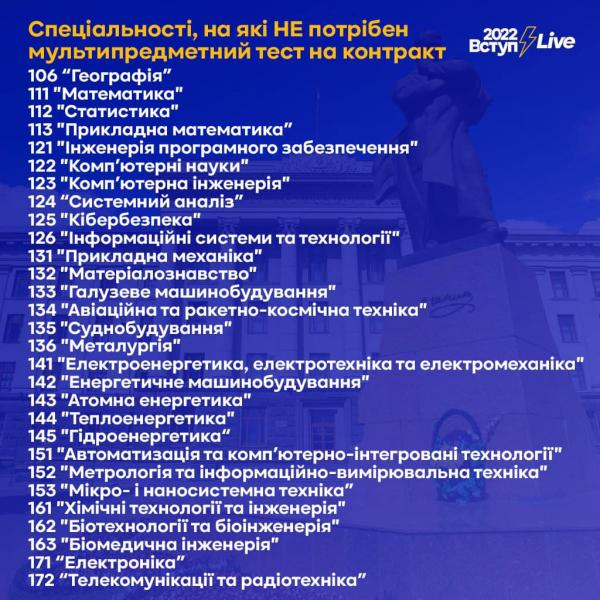 Спеціальності, на які НЕ потрібен
мультипредметний тест на контракт
2022
Вступ Live
106 “Географія”
111 "Математика"
112 "Статистика"
113 "Прикладна математика”
121 "Інженерія програмного забезпечення"
122 "Комп’ютерні науки"
123 "Комп’ютерна інженерія"
124 “Системний аналіз”
125 "Кібербезпека"
126 "Інформаційні системи та технології"
131 "Прикладна механіка"
132 "Матеріалознавство"
133 "Галузеве машинобудування"
134 "Авіаційна та ракетно-космічна техніка"
135 "Суднобудування"
136 "Металургія"
141 "Електроенергетика, електротехніка та електромеханіка"
142 "Енергетичне машинобудування"
143 "Атомна енергетика"
144 "Теплоенергетика"
145 "Гідроенергетика“
151 "Автоматизація та комп’ютерно-інтегровані технології"
152 "Метрологія та інформаційно-вимірювальна техніка"
153 "Мікро- і наносистемна техніка”
161 "Хімічні технології та інженерія"
162 "Біотехнології та біоінженерія"
163 "Біомедична інженерія"
171 “Електроніка”
172 “Телекомунікації та радіотехніка”